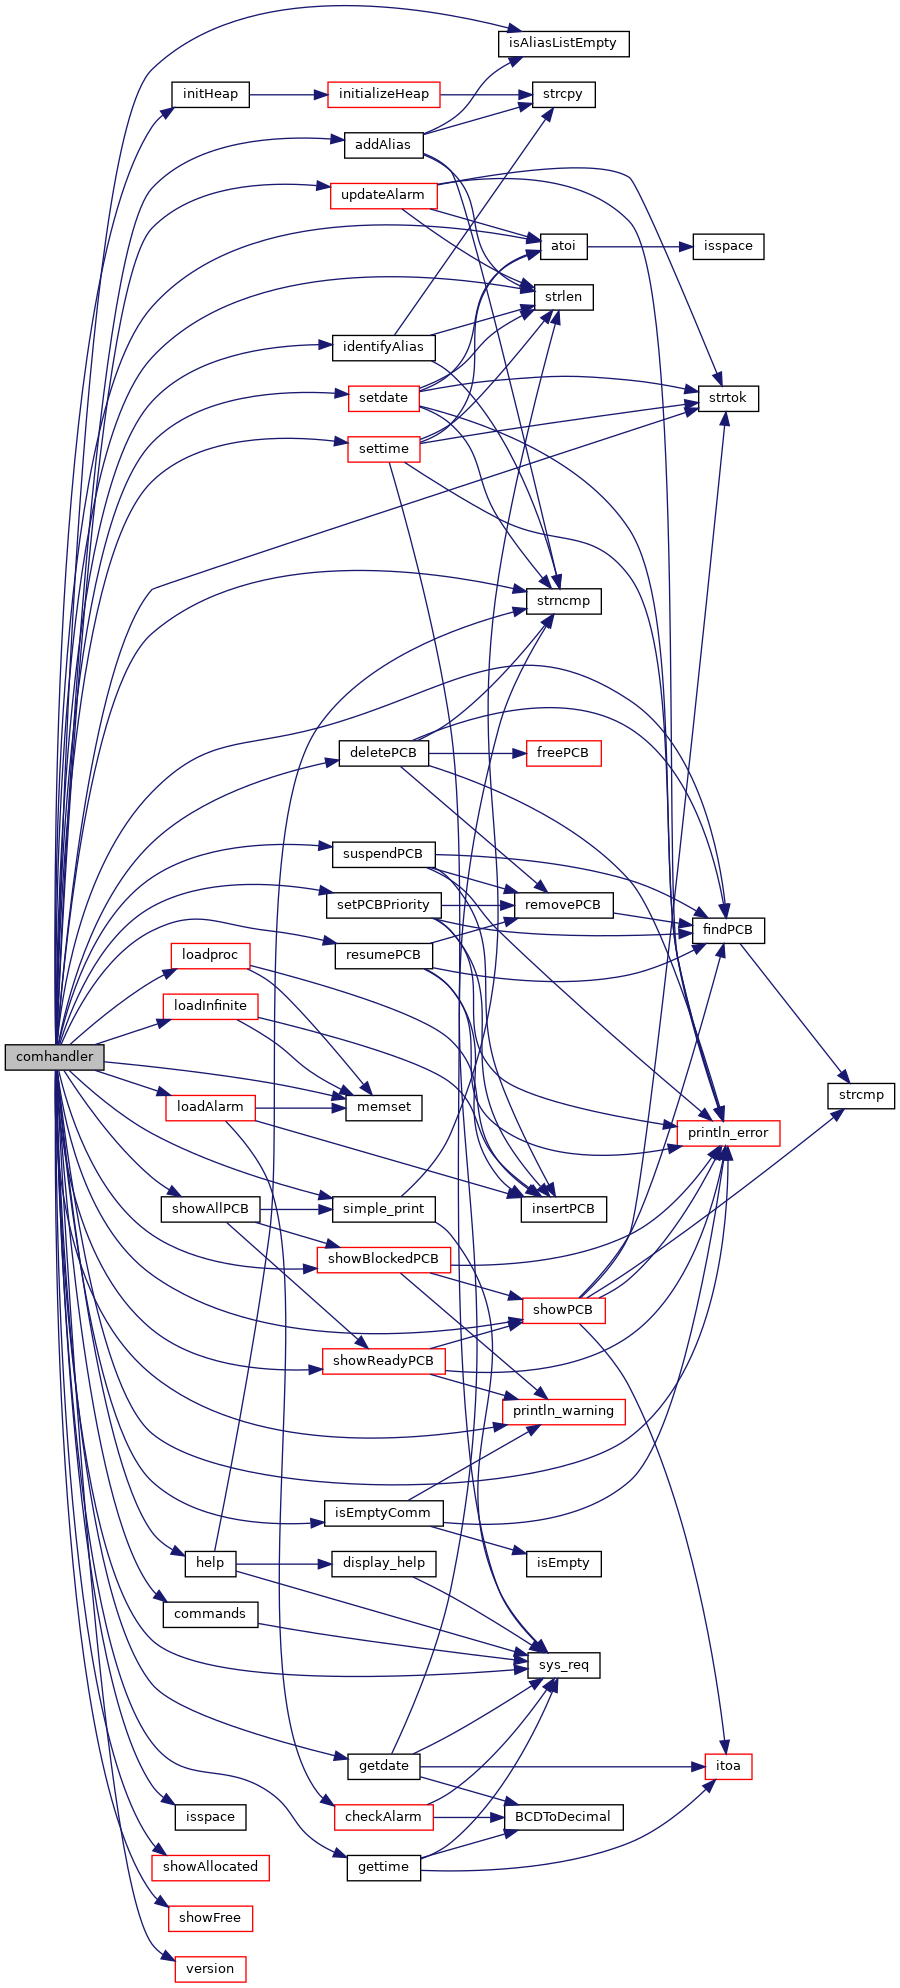 isAliasListEmpty
initHeap
initializeHeap
strcpy
addAlias
updateAlarm
atoi
isspace
strlen
identifyAlias
setdate
strtok
settime
strncmp
deletePCB
freePCB
suspendPCB
setPCBPriority
removePCB
findPCB
resumePCB
loadproc
loadInfinite
comhandler
strcmp
loadAlarm
memset
println_error
showAllPCB
simple_print
insertPCB
showBlockedPCB
showPCB
showReadyPCB
println_warning
isEmptyComm
help
display_help
isEmpty
commands
sys_req
getdate
itoa
isspace
checkAlarm
BCDToDecimal
showAllocated
gettime
showFree
version